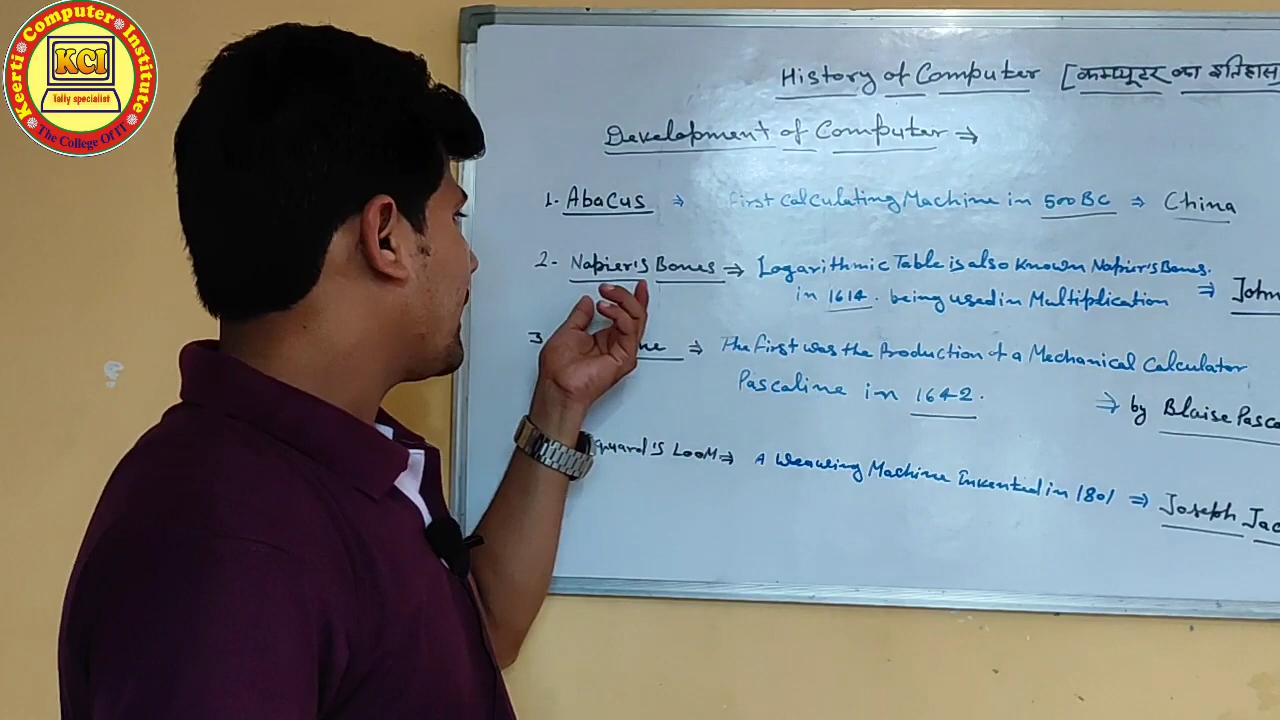 Keerti Computer Institute
KCI
Tally specialist
The College Of IT
History of Computer [कम्प्यूटर का इतिहास
Development of Computer ⇒
1. Abacus ⇒ First Calculating Machine in 500 BC ⇒ China
2- Napier's Bones ⇒ Logarithmic Table is also known Napier's Bones.
in 1614. being used in Multiplication ⇒ John
3. ne ⇒ The first was the Production of a Mechanical Calculator
Pascaline in 1642. ⇒ by Blaise Pasca
quard's LooM ⇒ A Weaving Machine Invented in 1801 ⇒ Joseph Jac